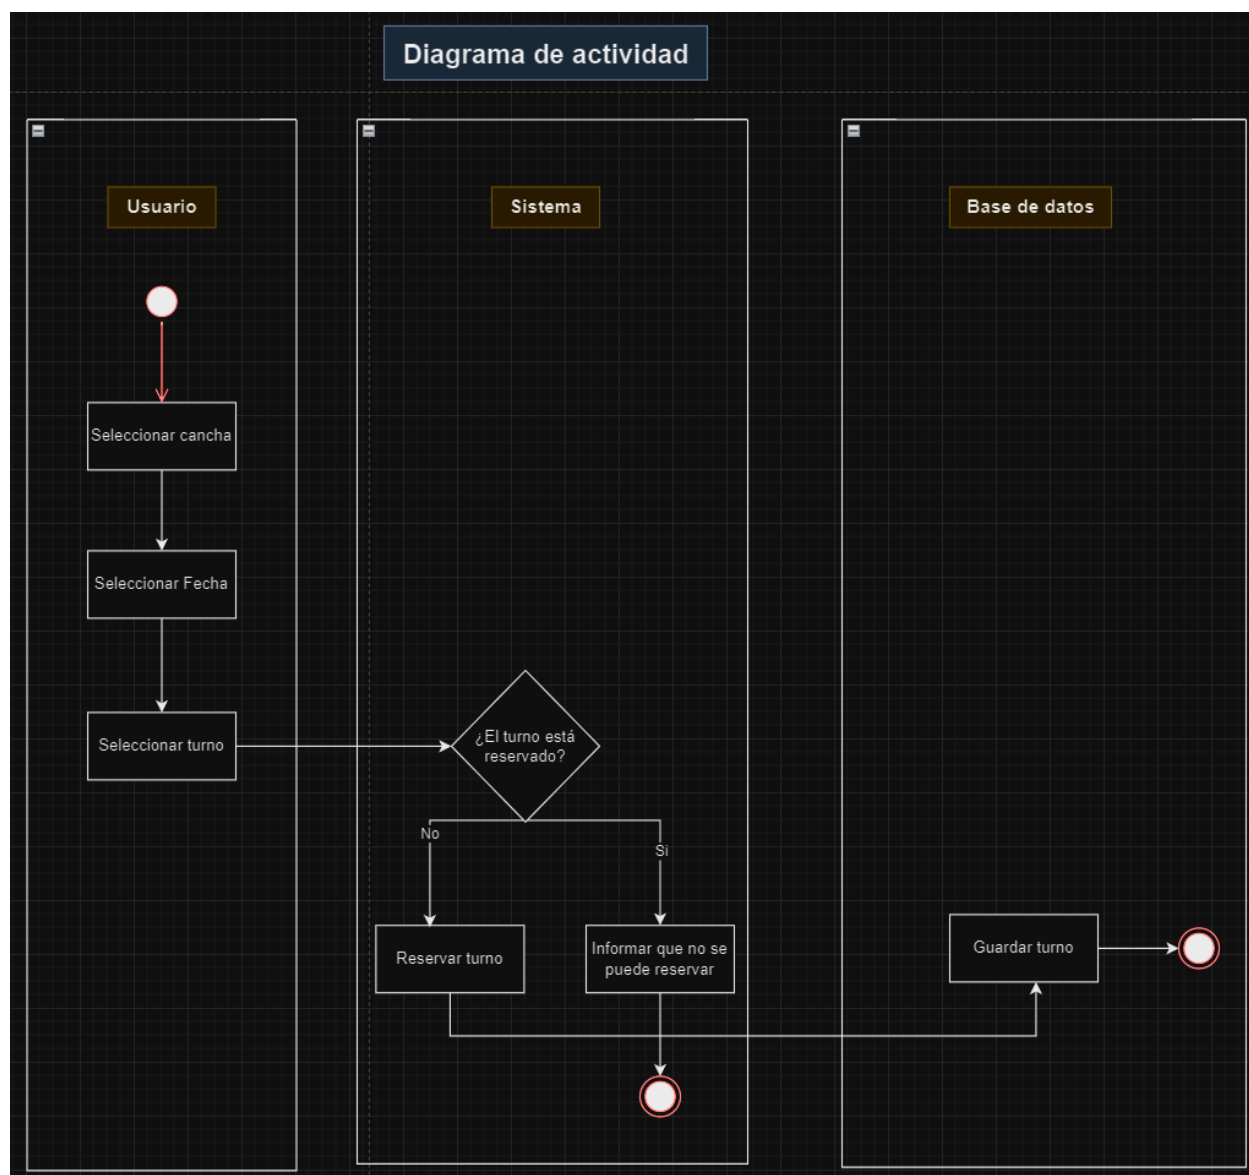 Diagrama de actividad
Usuario
Sistema
Base de datos
Seleccionar cancha
Seleccionar Fecha
Seleccionar turno
¿El turno está
reservado?
No
Si
Reservar turno
Informar que no se
puede reservar
Guardar turno